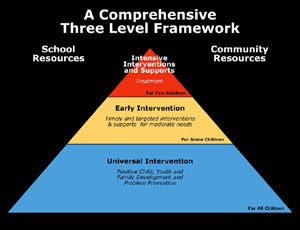 A Comprehensive
Three Level Framework
School
Resources
Community
Resources
Intensive
Interventions
and Supports
Treatment
For Few Children
Early Intervention
Timely and targeted interventions
& supports for moderate needs
For Some Children
Universal Intervention
Positive Child, Youth and
Family Development and
Problem Prevention
For All Children